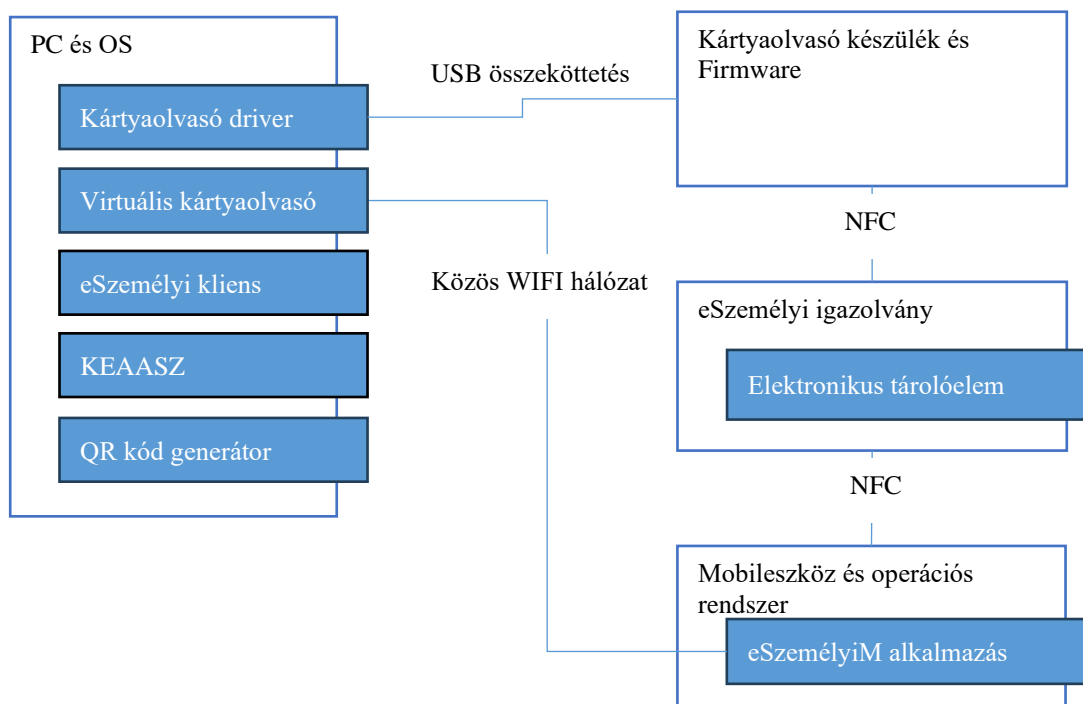 PC és OS
Kártyaolvasó driver
Virtuális kártyaolvasó
eSzemélyi kliens
KEAASZ
QR kód generátor
USB összeköttetés
Közös WIFI hálózat
Kártyaolvasó készülék és
Firmware
NFC
eSzemélyi igazolvány
Elektronikus tárolóelem
NFC
Mobileszköz és operációs
rendszer
eSzemélyiM alkalmazás